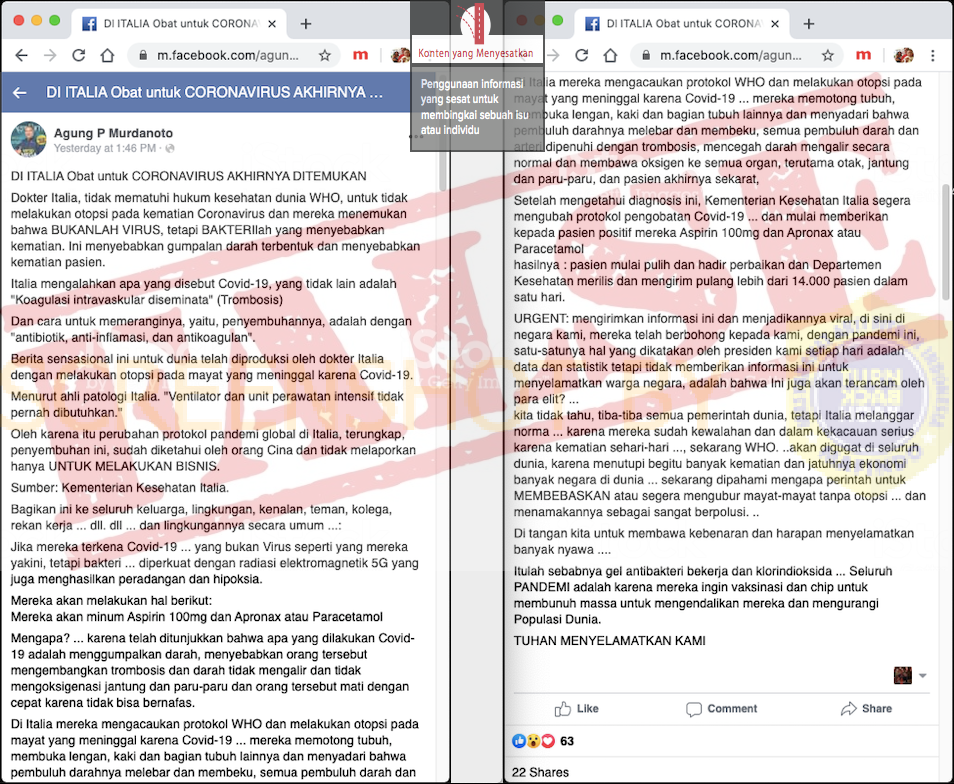 DI ITALIA Obat untuk CORONA
m.facebook.com/agun...
DI ITALIA Obat untuk CORONAVIRUS AKHIRNYA ...
Agung P Murdanoto
Yesterday at 1:46 PM ·
DI ITALIA Obat untuk CORONAVIRUS AKHIRNYA DITEMUKAN
Dokter Italia, tidak mematuhi hukum kesehatan dunia WHO, untuk tidak
melakukan otopsi pada kematian Coronavirus dan mereka menemukan
bahwa BUKANLAH VIRUS, tetapi BAKTERIlah yang menyebabkan
kematian. Ini menyebabkan gumpalan darah terbentuk dan menyebabkan
kematian pasien.
Italia mengalahkan apa yang disebut Covid-19, yang tidak lain adalah
"Koagulasi intravaskular diseminata" (Trombosis)
Dan cara untuk memeranginya, yaitu, penyembuhannya, adalah dengan
"antibiotik, anti-inflamasi, dan antikoagulan".
Berita sensasional ini untuk dunia telah diproduksi oleh dokter Italia
dengan melakukan otopsi pada mayat yang meninggal karena Covid-19.
Menurut ahli patologi Italia. "Ventilator dan unit perawatan intensif tidak
pernah dibutuhkan."
Oleh karena itu perubahan protokol pandemi global di Italia, terungkap,
penyembuhan ini, sudah diketahui oleh orang Cina dan tidak melaporkan
hanya UNTUK MELAKUKAN BISNIS.
Sumber: Kementerian Kesehatan Italia.
Bagikan ini ke seluruh keluarga, lingkungan, kenalan, teman, kolega,
rekan kerja ... dll. dll ... dan lingkungannya secara umum ...:
Jika mereka terkena Covid-19 ... yang bukan Virus seperti yang mereka
yakini, tetapi bakteri ... diperkuat dengan radiasi elektromagnetik 5G yang
juga menghasilkan peradangan dan hipoksia.
Mereka akan melakukan hal berikut:
Mereka akan minum Aspirin 100mg dan Apronax atau Paracetamol
Mengapa? ... karena telah ditunjukkan bahwa apa yang dilakukan Covid-
19 adalah menggumpalkan darah, menyebabkan orang tersebut
mengembangkan trombosis dan darah tidak mengalir dan tidak
mengoksigenasi jantung dan paru-paru dan orang tersebut mati dengan
cepat karena tidak bisa bernafas.
Di Italia mereka mengacaukan protokol WHO dan melakukan otopsi pada
mayat yang meninggal karena Covid-19 ... mereka memotong tubuh,
membuka lengan, kaki dan bagian tubuh lainnya dan menyadari bahwa
pembuluh darahnya melebar dan membeku, semua pembuluh darah dan
Konten yang Menyesatkan
Penggunaan informasi
yang sesat untuk
membingkai sebuah isu
atau individu
DI ITALIA Obat untuk CORONA
m.facebook.com/agun...
Di Italia mereka mengacaukan protokol WHO dan melakukan otopsi pada
mayat yang meninggal karena Covid-19 ... mereka memotong tubuh,
membuka lengan, kaki dan bagian tubuh lainnya dan menyadari bahwa
pembuluh darahnya melebar dan membeku, semua pembuluh darah dan
arteri dipenuhi dengan trombosis, mencegah darah mengalir secara
normal dan membawa oksigen ke semua organ, terutama otak, jantung
dan paru-paru, dan pasien akhirnya sekarat,
Setelah mengetahui diagnosis ini, Kementerian Kesehatan Italia segera
mengubah protokol pengobatan Covid-19 ... dan mulai memberikan
kepada pasien positif mereka Aspirin 100mg dan Apronax atau
Paracetamol
hasilnya : pasien mulai pulih dan hadir perbaikan dan Departemen
Kesehatan merilis dan mengirim pulang lebih dari 14.000 pasien dalam
satu hari.
URGENT: mengirimkan informasi ini dan menjadikannya viral, di sini di
negara kami, mereka telah berbohong kepada kami, dengan pandemi ini,
satu-satunya hal yang dikatakan oleh presiden kami setiap hari adalah
data dan statistik tetapi tidak memberikan informasi ini untuk
menyelamatkan warga negara, adalah bahwa Ini juga akan terancam oleh
para elit? ...
kita tidak tahu, tiba-tiba semua pemerintah dunia, tetapi Italia melanggar
norma ... karena mereka sudah kewalahan dan dalam kekacauan serius
karena kematian sehari-hari ..., sekarang WHO. ..akan digugat di seluruh
dunia, karena menutupi begitu banyak kematian dan jatuhnya ekonomi
banyak negara di dunia ... sekarang dipahami mengapa perintah untuk
MEMBEBASKAN atau segera mengubur mayat-mayat tanpa otopsi ... dan
menamakannya sebagai sangat berpolusi. ..
Di tangan kita untuk membawa kebenaran dan harapan menyelamatkan
banyak nyawa ....
Itulah sebabnya gel antibakteri bekerja dan klorindioksida ... Seluruh
PANDEMI adalah karena mereka ingin vaksinasi dan chip untuk
membunuh massa untuk mengendalikan mereka dan mengurangi
Populasi Dunia.
TUHAN MENYELAMATKAN KAMI
Like
Comment
Share
63
22 Shares
FALSE
SCREENSHOT BY